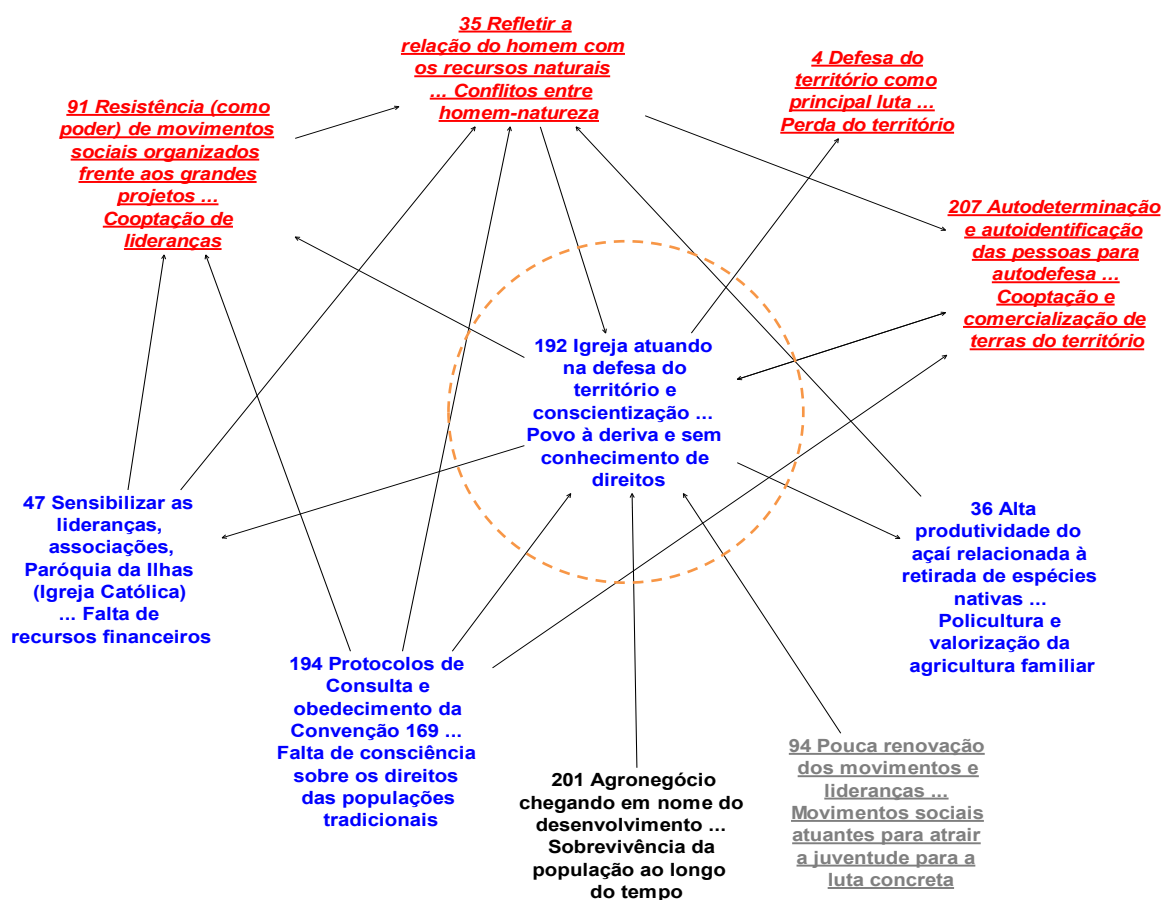 35 Refletir a
relação do homem com
os recursos naturais
... Conflitos entre
homem-natureza
4 Defesa do
território como
principal luta ...
Perda do território
91 Resistência (como
poder) de movimentos
sociais organizados
frente aos grandes
projetos ...
Cooptação de
lideranças
207 Autodeterminação
e autoidentificação
das pessoas para
autodefesa ...
Cooptação e
comercialização de
terras do território
192 Igreja atuando
na defesa do
território e
conscientização ...
Povo à deriva e sem
conhecimento de
direitos
47 Sensibilizar as
lideranças,
associações,
Paróquia da Ilhas
(Igreja Católica)
... Falta de
recursos financeiros
36 Alta
produtividade do
açaí relacionada à
retirada de espécies
nativas ...
Policultura e
valorização da
agricultura familiar
194 Protocolos de
Consulta e
obedecimento da
Convenção 169 ...
Falta de consciência
sobre os direitos
das populações
tradicionais
201 Agronegócio
chegando em nome do
desenvolvimento ...
Sobrevivência da
população ao longo
do tempo
94 Pouca renovação
dos movimentos e
lideranças ...
Movimentos sociais
atuantes para atrair
a juventude para a
luta concreta